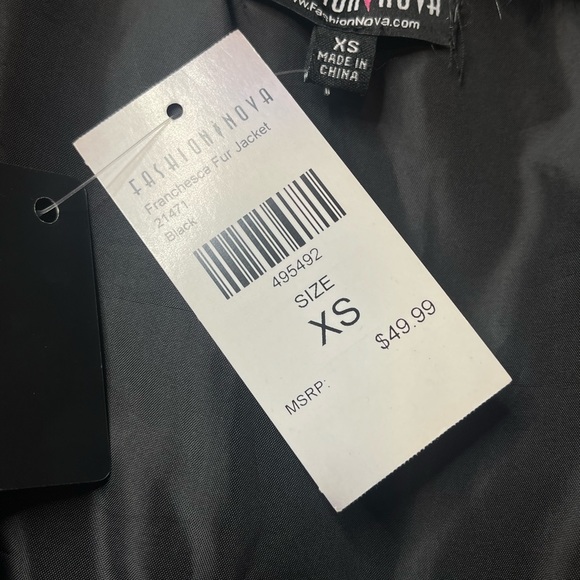 www.FashionNova.com
XS
MADE IN
CHINA
FASHION NOVA
Franchesca Fur Jacket
21471
Black
495492
SIZE
XS
MSRP: $49.99